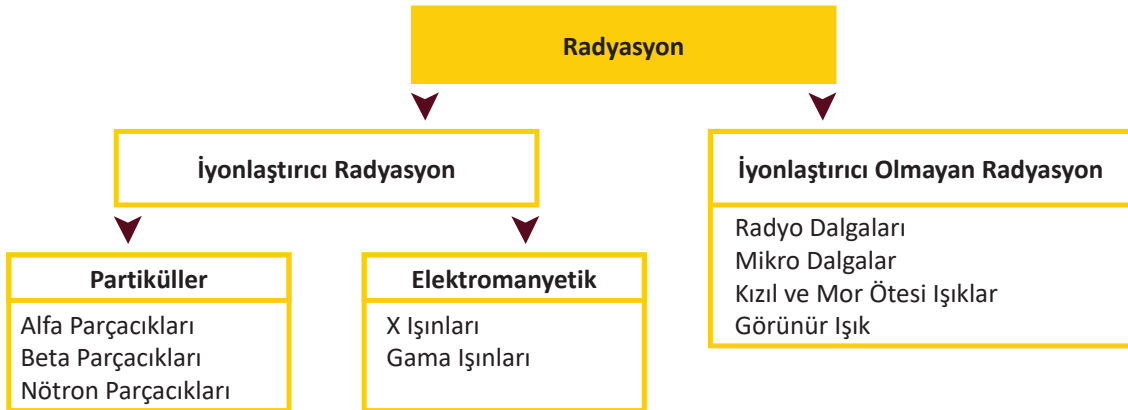 Radyasyon
İyonlaştırıcı Radyasyon
İyonlaştırıcı Olmayan Radyasyon
Radyo Dalgaları
Mikro Dalgalar
Kızıl ve Mor Ötesi Işıklar
Görünür Işık
Partiküller
Alfa Parçacıkları
Beta Parçacıkları
Nötron Parçacıkları
Elektromanyetik
X Işınları
Gama Işınları